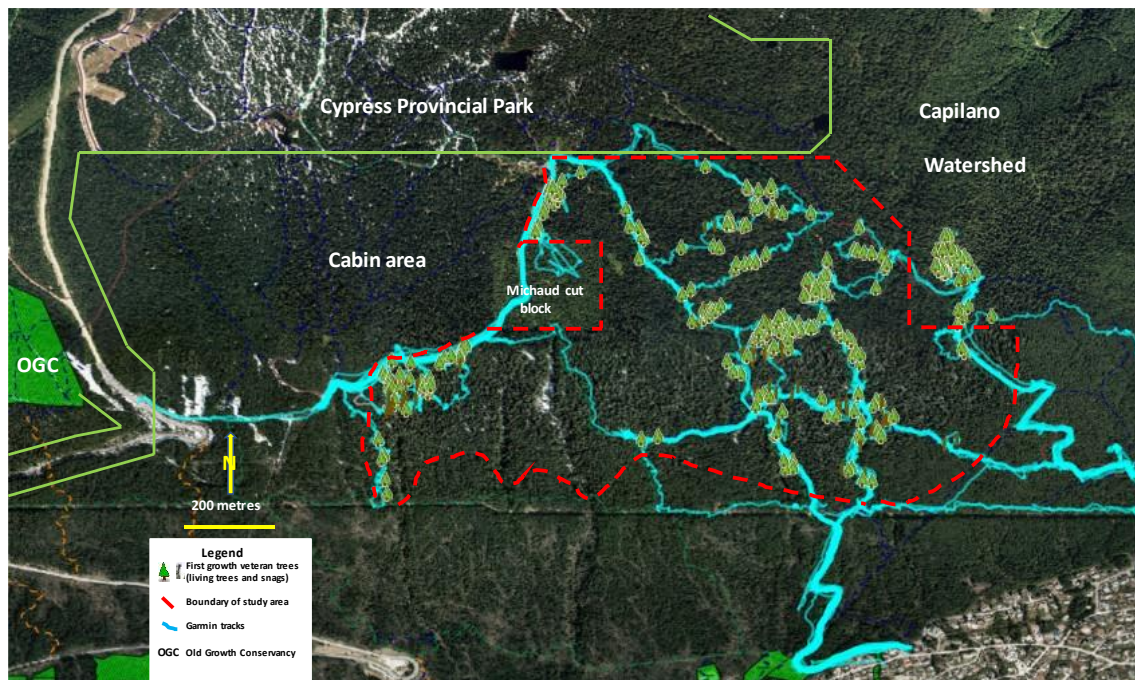 Cypress Provincial Park
Capilano
Watershed
Cabin area
Michaud cut
block
OGC
N
200 metres
Legend
First growth veteran trees
(living trees and snags)
Boundary of study area
Garmin tracks
OGC Old Growth Conservancy